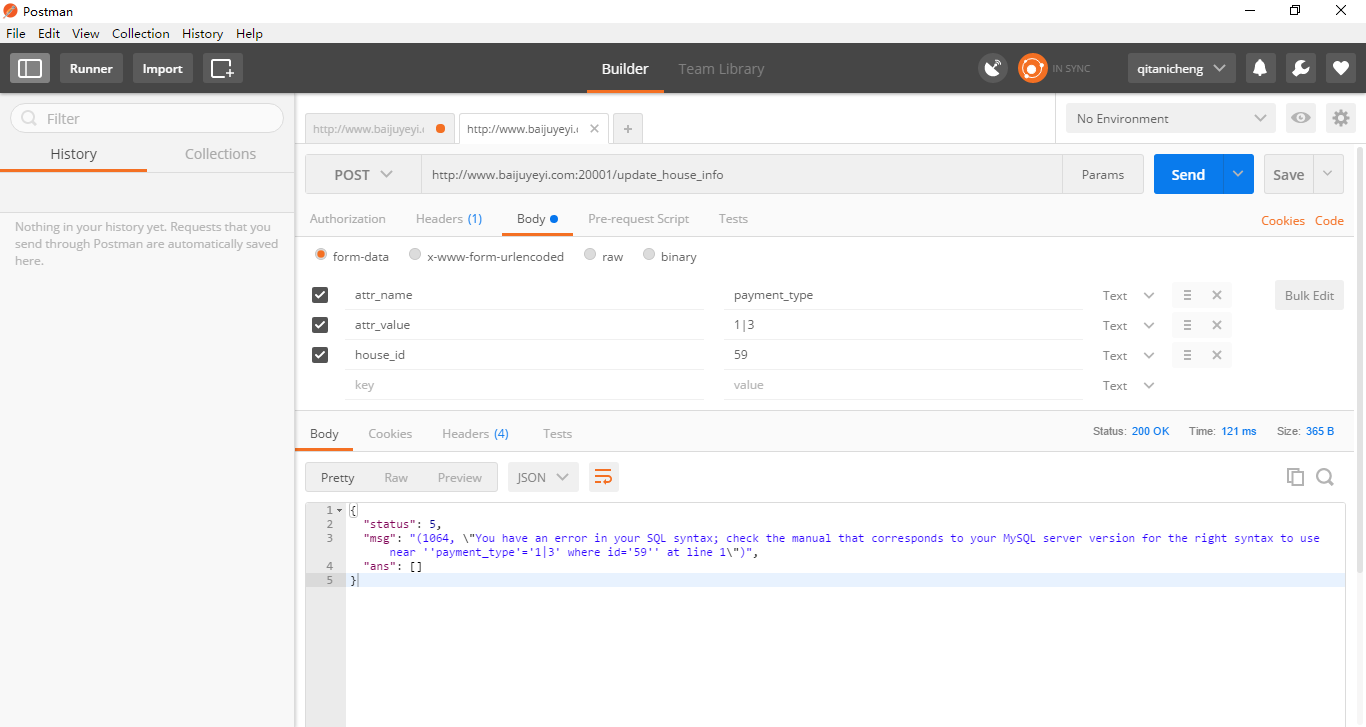 Postman
File Edit View Collection History Help
Runner Import Builder Team Library IN SYNC qitanicheng
Filter
History Collections
Nothing in your history yet. Requests that you
send through Postman are automatically saved
here.
http://www.baijuyeyi.c http://www.baijuyeyi.c No Environment
POST http://www.baijuyeyi.com:20001/update_house_info Params Send Save
Authorization Headers (1) Body Pre-request Script Tests Cookies Code
form-data x-www-form-urlencoded raw binary
attr_name payment_type Text Bulk Edit
attr_value 1|3 Text
house_id 59 Text
key value Text
Body Cookies Headers (4) Tests Status: 200 OK Time: 121 ms Size: 365 B
Pretty Raw Preview JSON
1 {
2 "status": 5,
3 "msg": "(1064, \"You have an error in your SQL syntax; check the manual that corresponds to your MySQL server version for the right syntax to use
near ''payment_type'='1|3' where id='59'' at line 1\")",
4 "ans": []
5 }